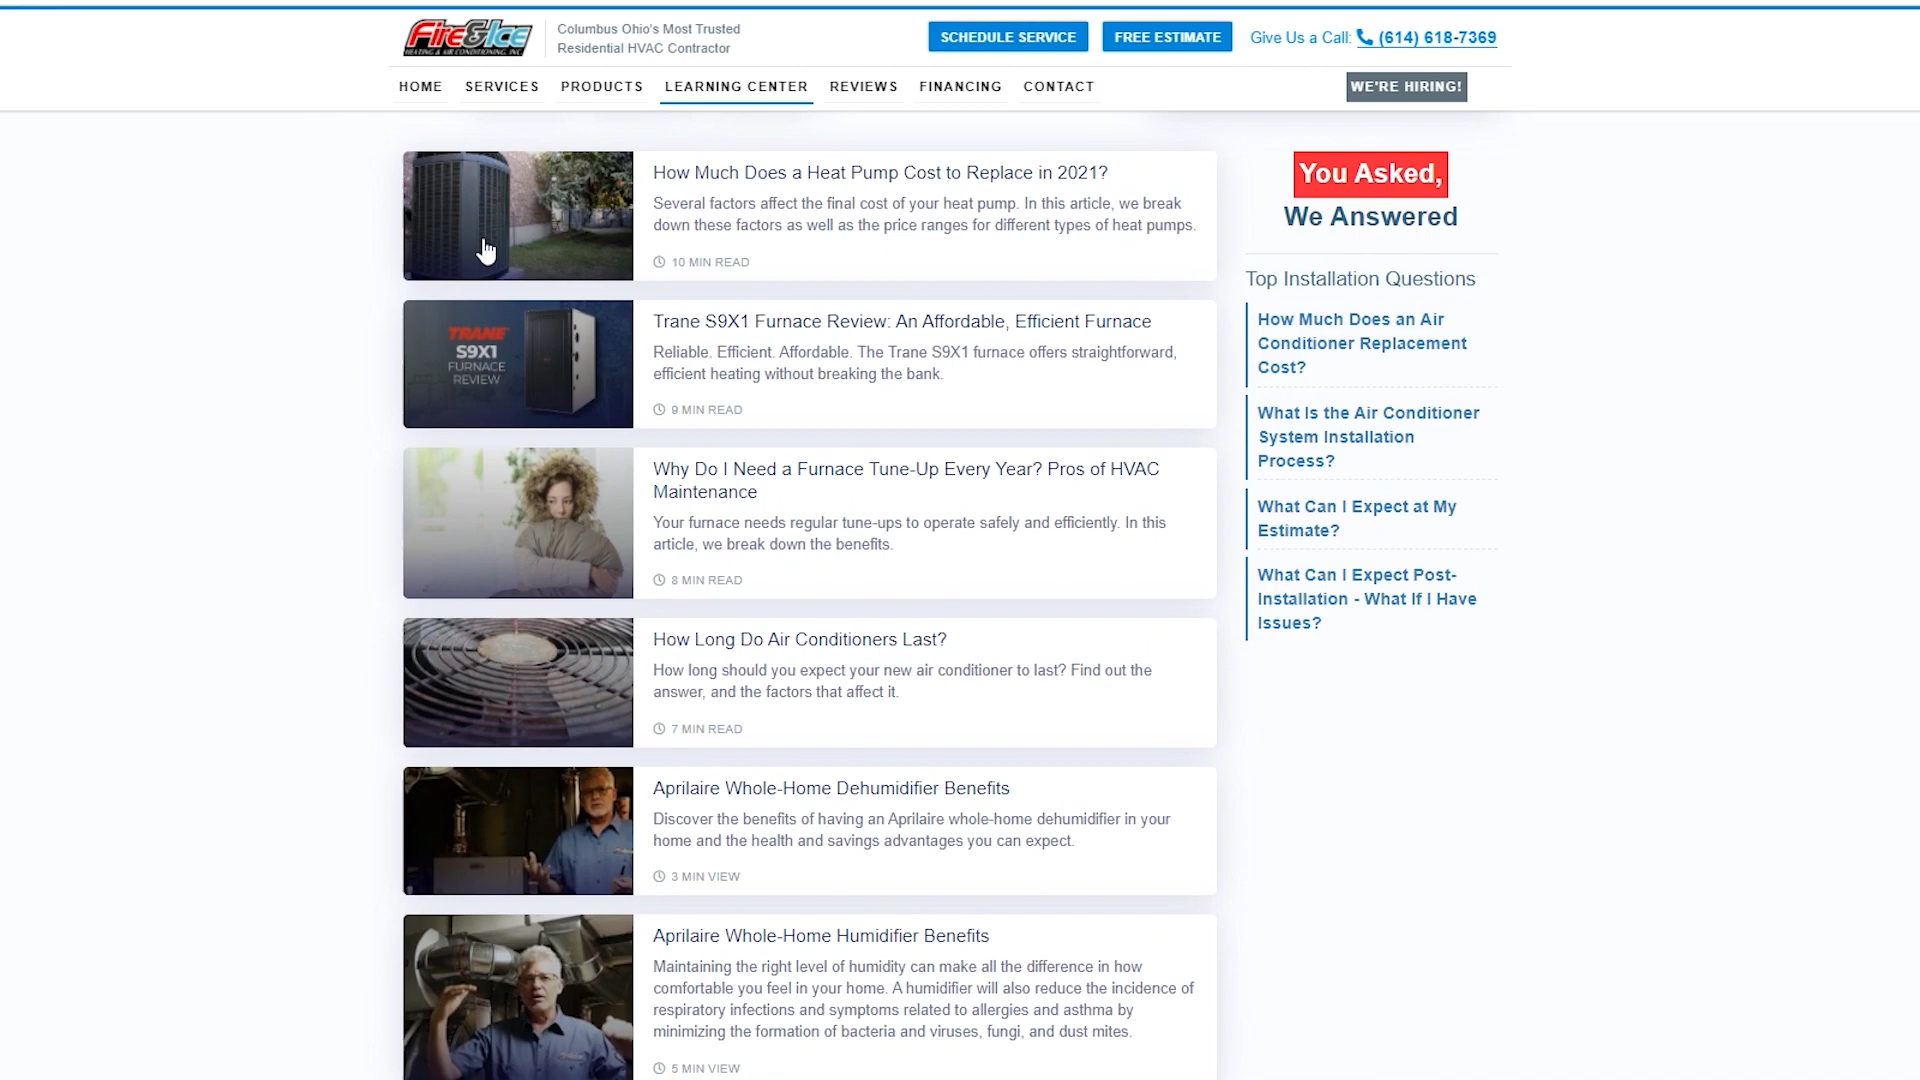 Fire & Ice
HEATING & AIR CONDITIONING, INC.
Columbus Ohio's Most Trusted
Residential HVAC Contractor
SCHEDULE SERVICE
FREE ESTIMATE
Give Us a Call: (614) 618-7369
HOME
SERVICES
PRODUCTS
LEARNING CENTER
REVIEWS
FINANCING
CONTACT
WE'RE HIRING!
How Much Does a Heat Pump Cost to Replace in 2021?
Several factors affect the final cost of your heat pump. In this article, we break
down these factors as well as the price ranges for different types of heat pumps.
10 MIN READ
TRANE
S9X1
FURNACE
REVIEW
Trane S9X1 Furnace Review: An Affordable, Efficient Furnace
Reliable. Efficient. Affordable. The Trane S9X1 furnace offers straightforward,
efficient heating without breaking the bank.
9 MIN READ
Why Do I Need a Furnace Tune-Up Every Year? Pros of HVAC
Maintenance
Your furnace needs regular tune-ups to operate safely and efficiently. In this
article, we break down the benefits.
8 MIN READ
How Long Do Air Conditioners Last?
How long should you expect your new air conditioner to last? Find out the
answer, and the factors that affect it.
7 MIN READ
Aprilaire Whole-Home Dehumidifier Benefits
Discover the benefits of having an Aprilaire whole-home dehumidifier in your
home and the health and savings advantages you can expect.
3 MIN VIEW
Aprilaire Whole-Home Humidifier Benefits
Maintaining the right level of humidity can make all the difference in how
comfortable you feel in your home. A humidifier will also reduce the incidence of
respiratory infections and symptoms related to allergies and asthma by
minimizing the formation of bacteria and viruses, fungi, and dust mites.
5 MIN VIEW
You Asked,
We Answered
Top Installation Questions
How Much Does an Air
Conditioner Replacement
Cost?
What Is the Air Conditioner
System Installation
Process?
What Can I Expect at My
Estimate?
What Can I Expect Post-
Installation - What If I Have
Issues?